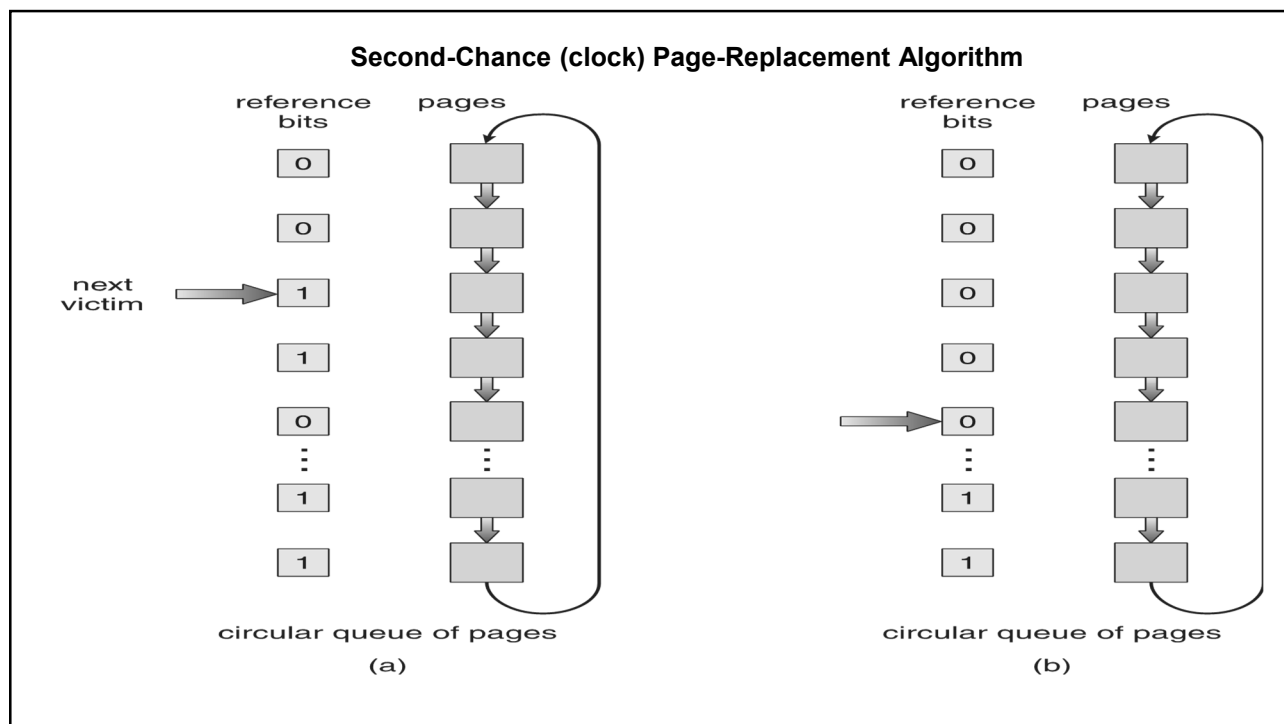 Second-Chance (clock) Page-Replacement Algorithm
reference bits
pages
0
0
next victim
1
1
0
1
1
circular queue of pages
(a)
reference bits
pages
0
0
0
0
0
1
1
circular queue of pages
(b)